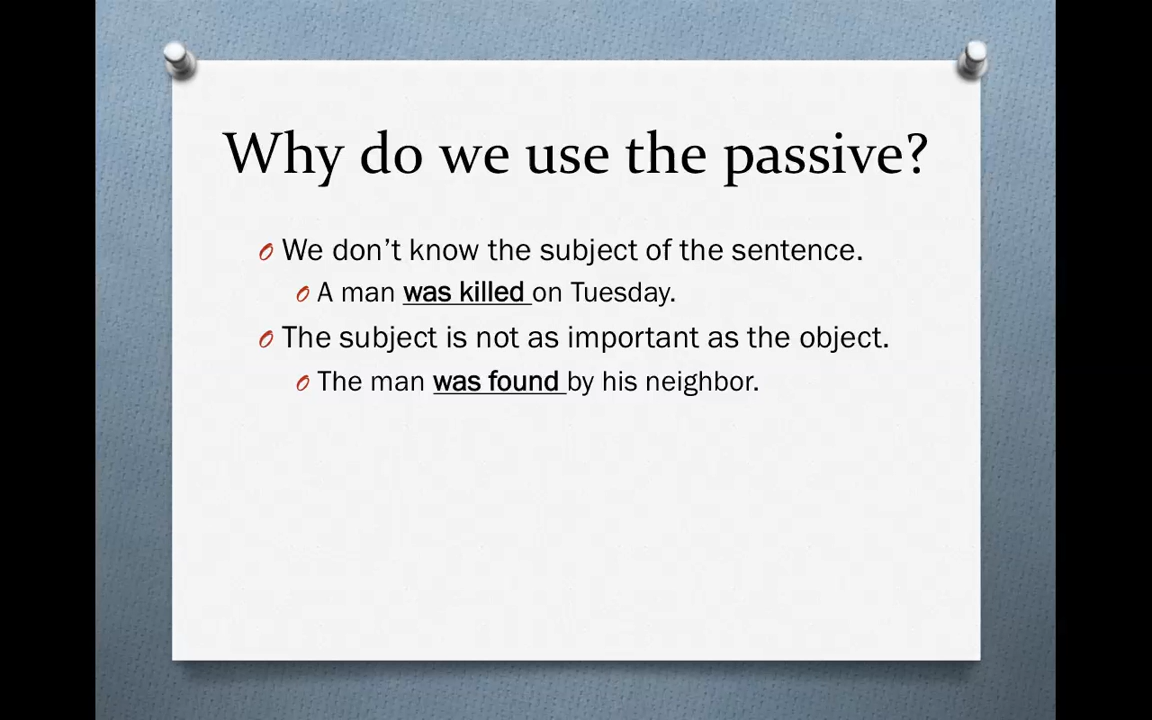 Why do we use the passive?
We don’t know the subject of the sentence.
A man was killed on Tuesday.
The subject is not as important as the object.
The man was found by his neighbor.